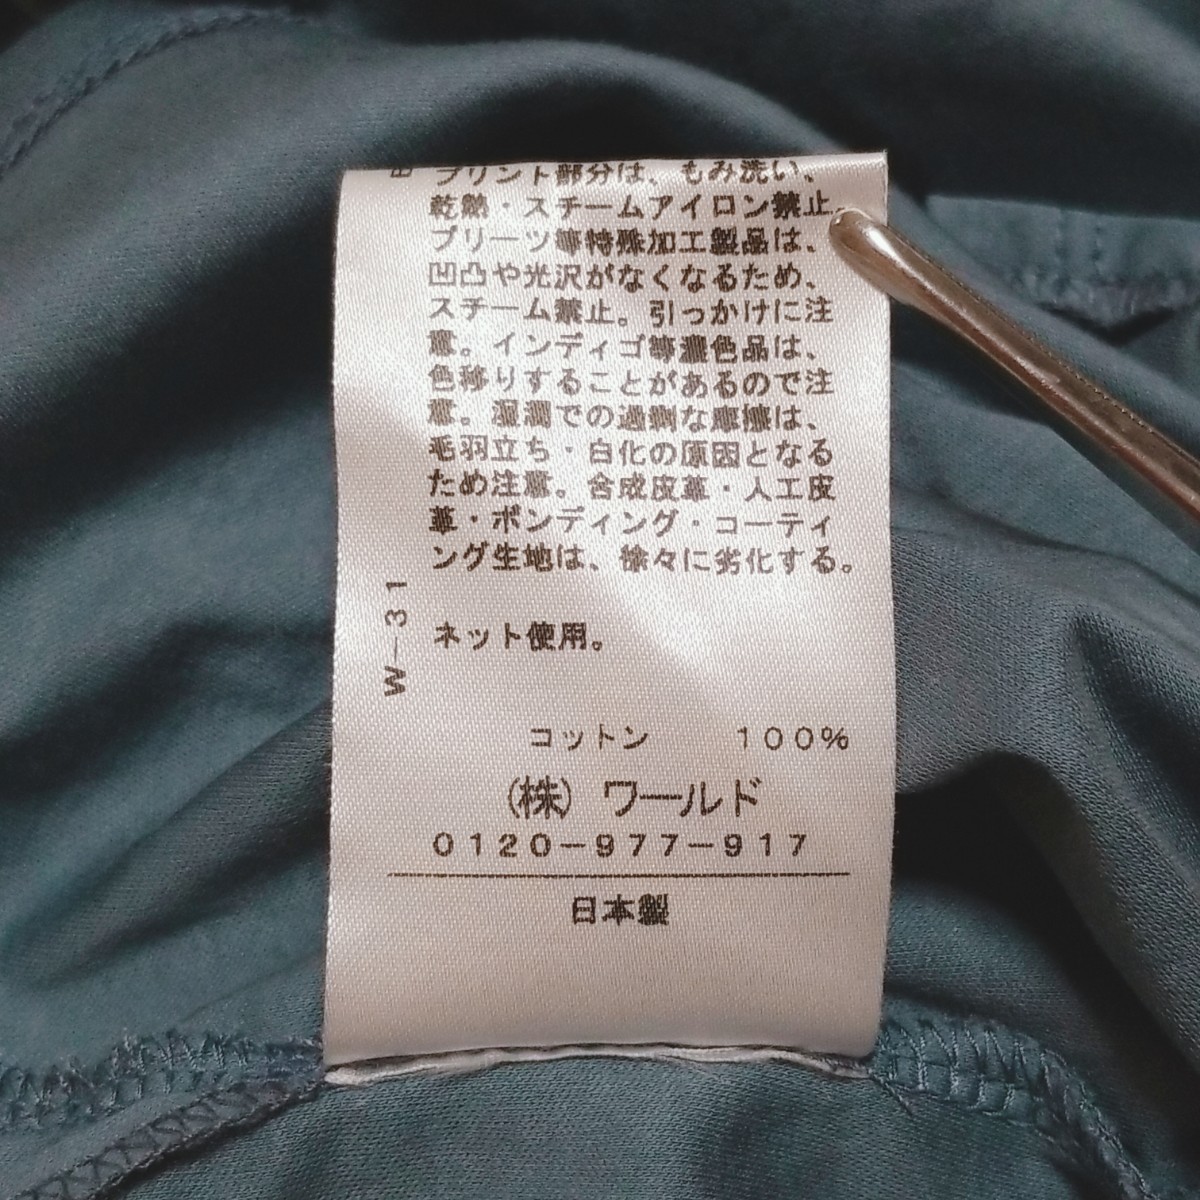 プリント部分は、もみ洗い、
乾熱・スチームアイロン禁止。
プリーツ等特殊加工製品は、
凹凸や光沢がなくなるため、
スチーム禁止。引っかけに注
意。インディゴ等濃色品は、
色移りすることがあるので注
意。湿潤での過剰な摩擦は、
毛羽立ち・白化の原因となる
ため注意。合成皮革・人工皮
革・ボンディング・コーティ
ング生地は、徐々に劣化する。
ネット使用。
W-31
コットン 100%
(株)ワールド
0120-977-917
日本製